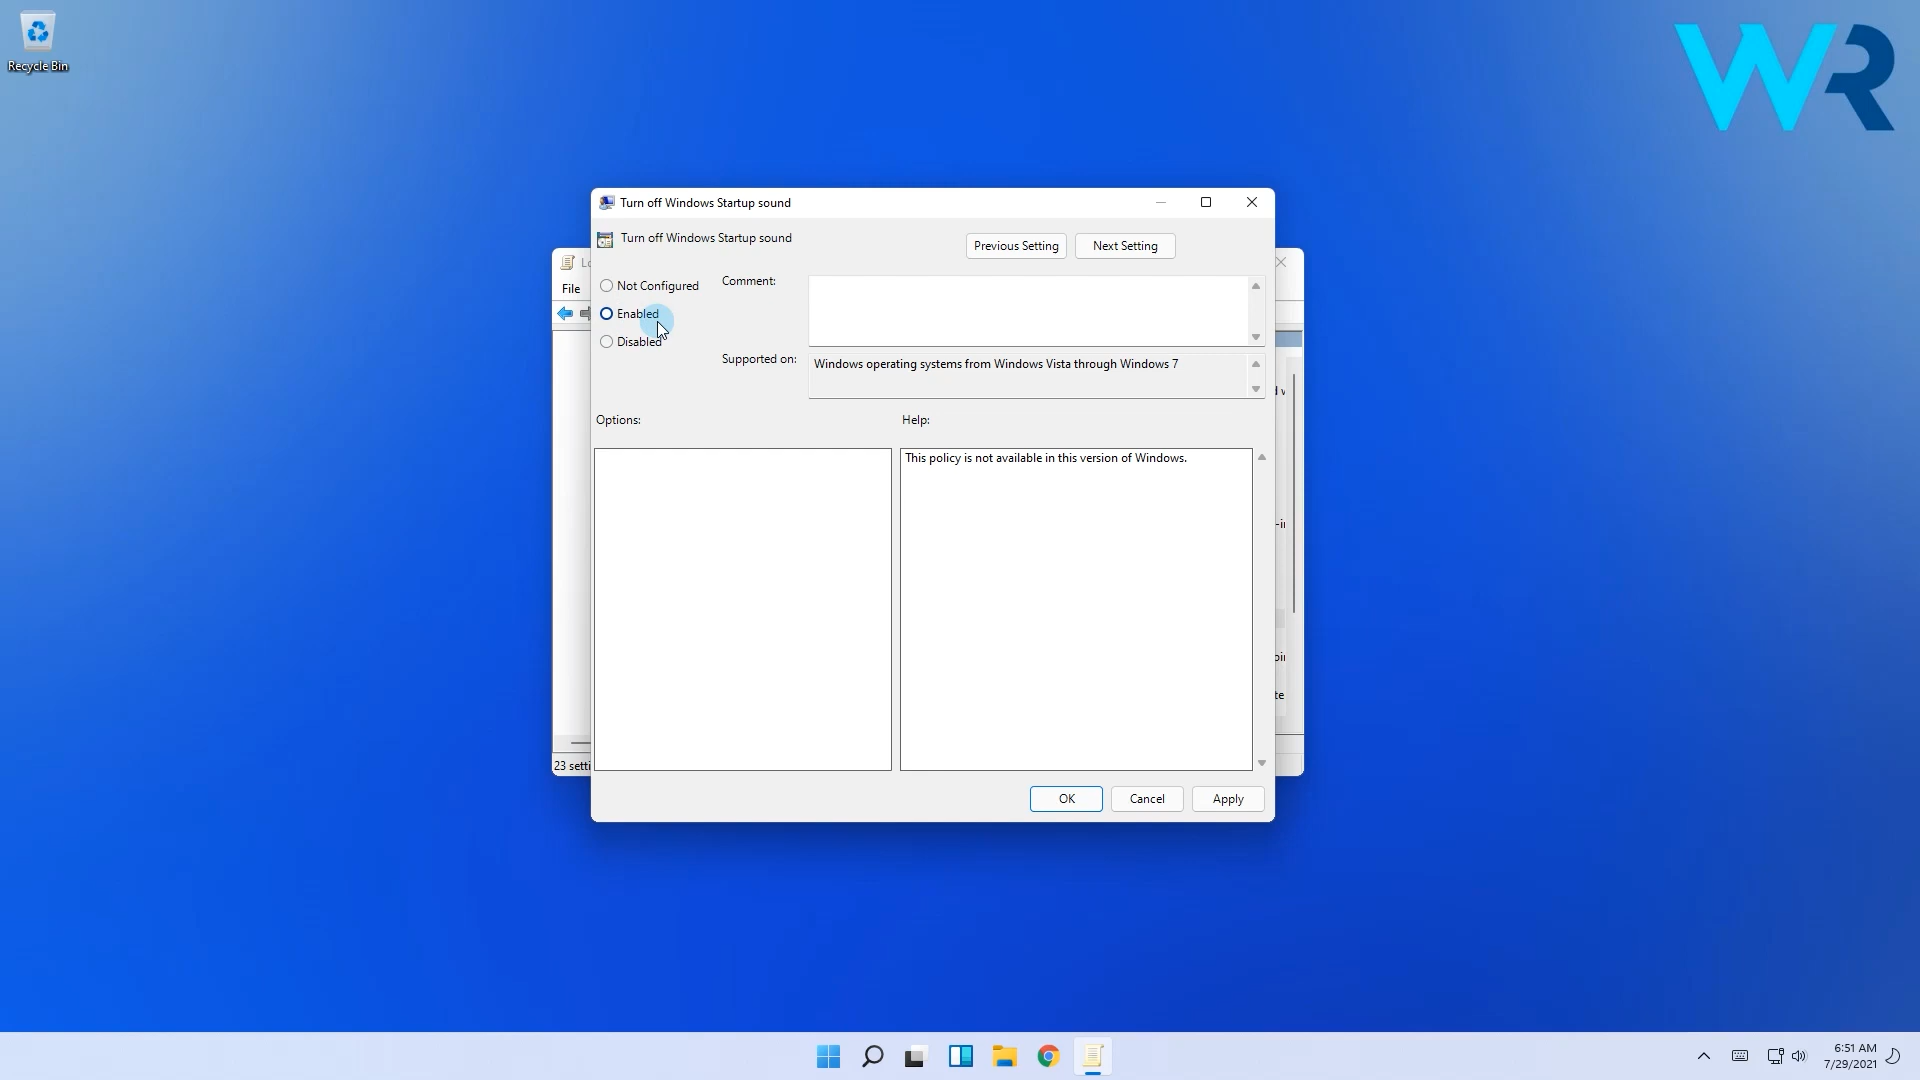 Recycle Bin
WR
Turn off Windows Startup sound
Turn off Windows Startup sound
Previous Setting
Next Setting
File
Not Configured
Enabled
Disabled
Comment:
Supported on:
Windows operating systems from Windows Vista through Windows 7
Options:
Help:
This policy is not available in this version of Windows.
23 setti
OK
Cancel
Apply
6:51 AM
7/29/2021